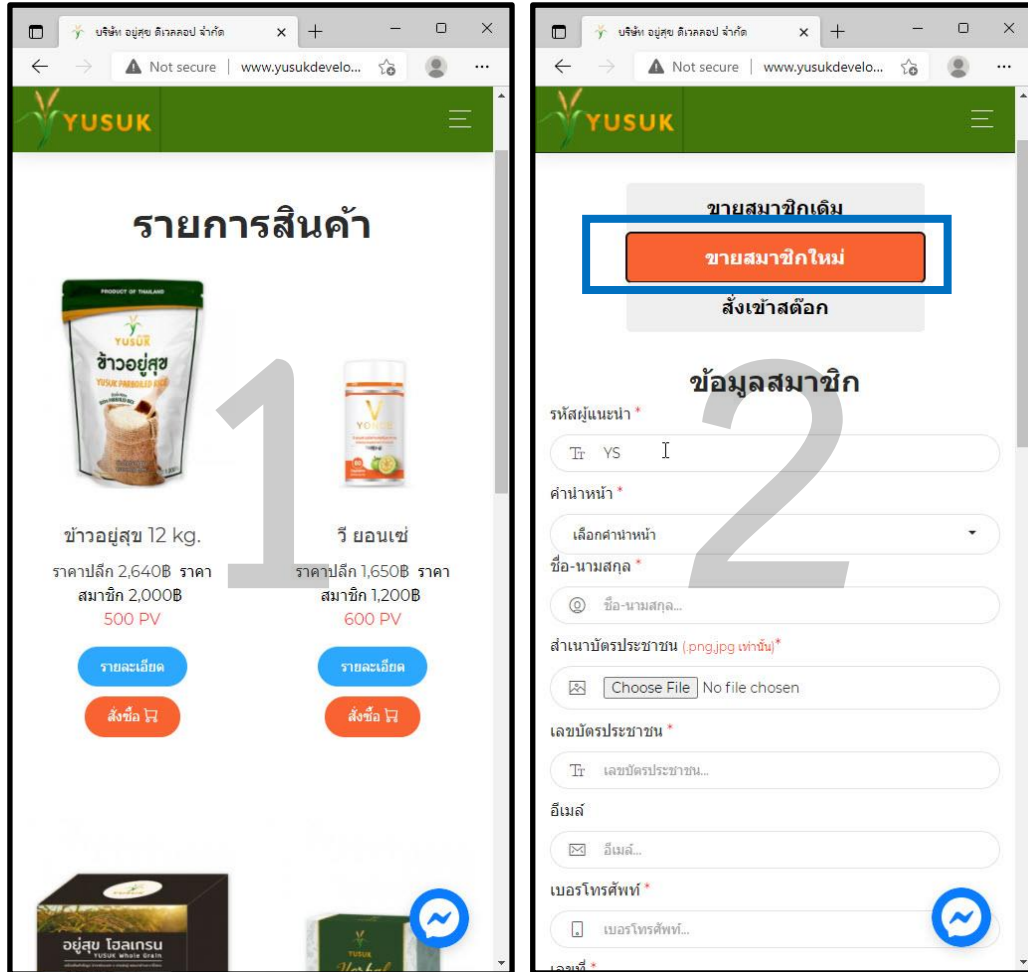 บริษัท อยู่สุข ดิเวลลอป จำกัด
Not secure | www.yusukdevelo...
YUSUK
รายการสินค้า
PRODUCT OF THAILAND
YUSUK
ข้าวอยู่สุข
YUSUK PARBOILED RICE
V
YONCE
ข้าวอยู่สุข 12 kg.
ราคาปลีก 2,640฿ ราคา
สมาชิก 2,000฿
500 PV
รายละเอียด
สั่งซื้อ
วี ยอนเซ่
ราคาปลีก 1,650฿ ราคา
สมาชิก 1,200฿
600 PV
รายละเอียด
สั่งซื้อ
อยู่สุข โฮลเกรน
YUSUK Whole Grain
YUSUK
Herbal
1
บริษัท อยู่สุข ดิเวลลอป จำกัด
Not secure | www.yusukdevelo...
YUSUK
ขายสมาชิกเดิม
ขายสมาชิกใหม่
สั่งเข้าสต๊อก
ข้อมูลสมาชิก
รหัสผู้แนะนำ *
YS
คำนำหน้า *
เลือกคำนำหน้า
ชื่อ-นามสกุล *
ชื่อ-นามสกุล...
สำเนาบัตรประชาชน (.png,jpg เท่านั้น)*
Choose File No file chosen
เลขบัตรประชาชน *
เลขบัตรประชาชน...
อีเมล์
อีเมล์...
เบอรโทรศัพท์ *
เบอรโทรศัพท์...
เลขที่ *
2